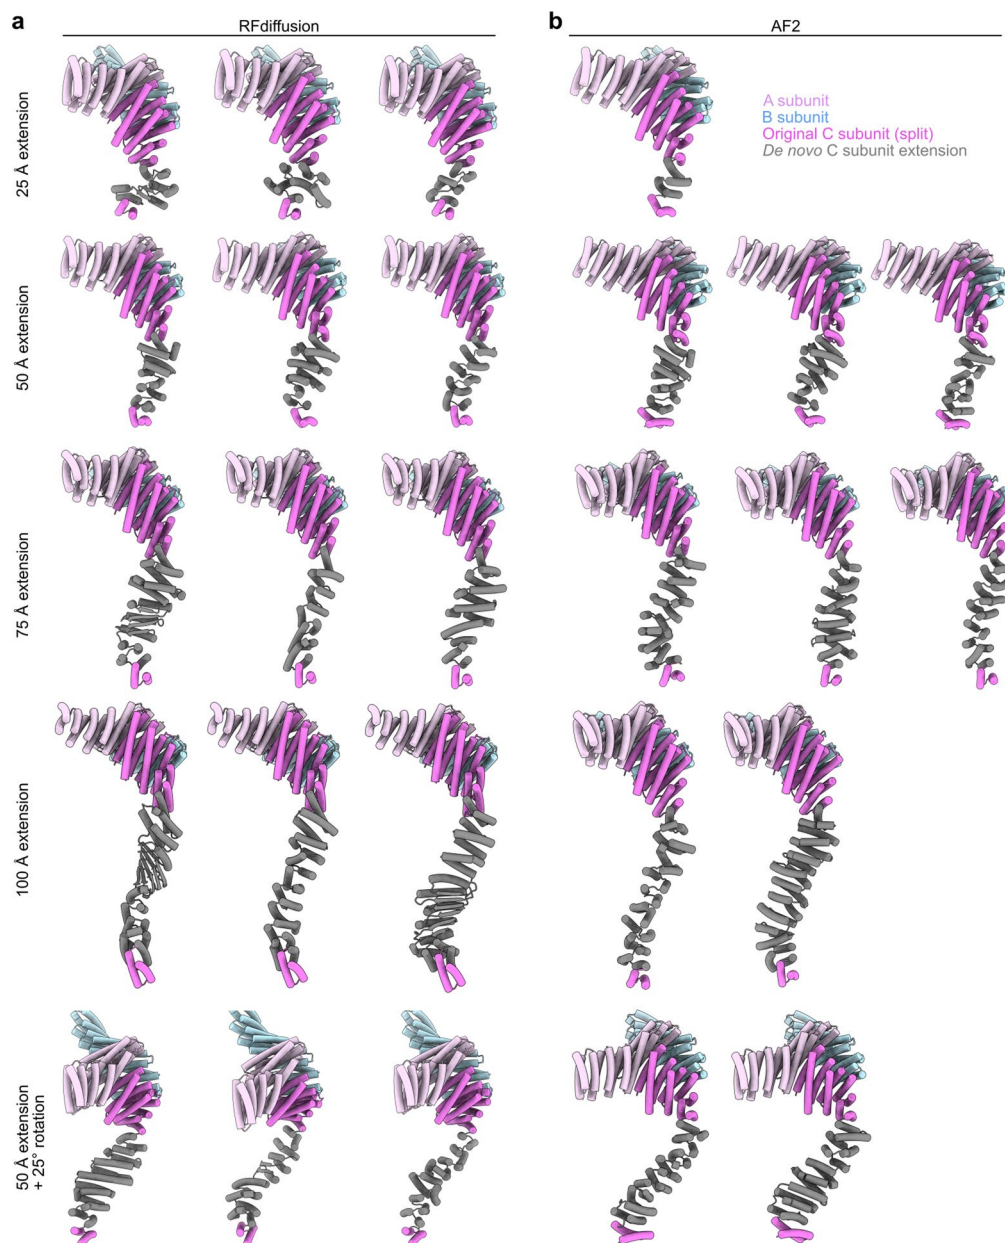 a
RFdiffusion
b
AF2
A subunit
B subunit
Original C subunit (split)
De novo C subunit extension
25 Å extension
50 Å extension
75 Å extension
100 Å extension
50 Å extension
+ 25° rotation